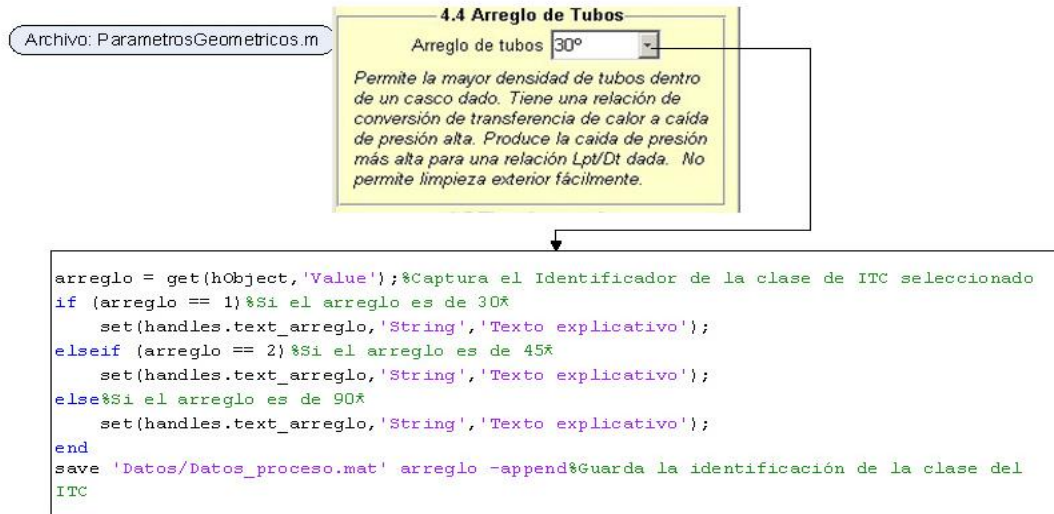 4.4 Arreglo de Tubos
Archivo: ParametrosGeometricos.m
Arreglo de tubos 30º
Permite la mayor densidad de tubos dentro
de un casco dado. Tiene una relación de
conversión de transferencia de calor a caída
de presión alta. Produce la caida de presión
más alta para una relación Lpt/Dt dada. No
permite limpieza exterior fácilmente.
arreglo = get(hObject,'Value');%Captura el Identificador de la clase de ITC seleccionado
if (arreglo == 1)%Si el arreglo es de 30º
set(handles.text_arreglo,'String','Texto explicativo');
elseif (arreglo == 2)%Si el arreglo es de 45º
set(handles.text_arreglo,'String','Texto explicativo');
else%Si el arreglo es de 90º
set(handles.text_arreglo,'String','Texto explicativo');
end
save 'Datos/Datos_proceso.mat' arreglo -append%Guarda la identificación de la clase del
ITC